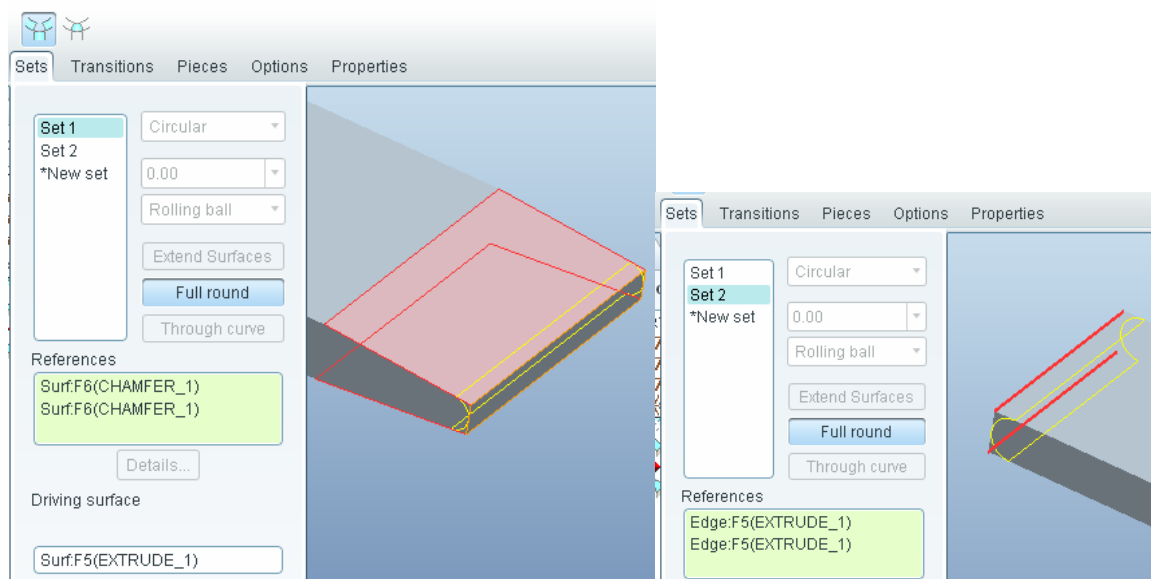 Sets Transitions Pieces Options Properties
Set 1
Set 2
*New set
Circular
0.00
Rolling ball
Extend Surfaces
Full round
Through curve
References
Surf:F6(CHAMFER_1)
Surf:F6(CHAMFER_1)
Details...
Driving surface
Surf:F5(EXTRUDE_1)
Sets Transitions Pieces Options Properties
Set 1
Set 2
*New set
Circular
0.00
Rolling ball
Extend Surfaces
Full round
Through curve
References
Edge:F5(EXTRUDE_1)
Edge:F5(EXTRUDE_1)